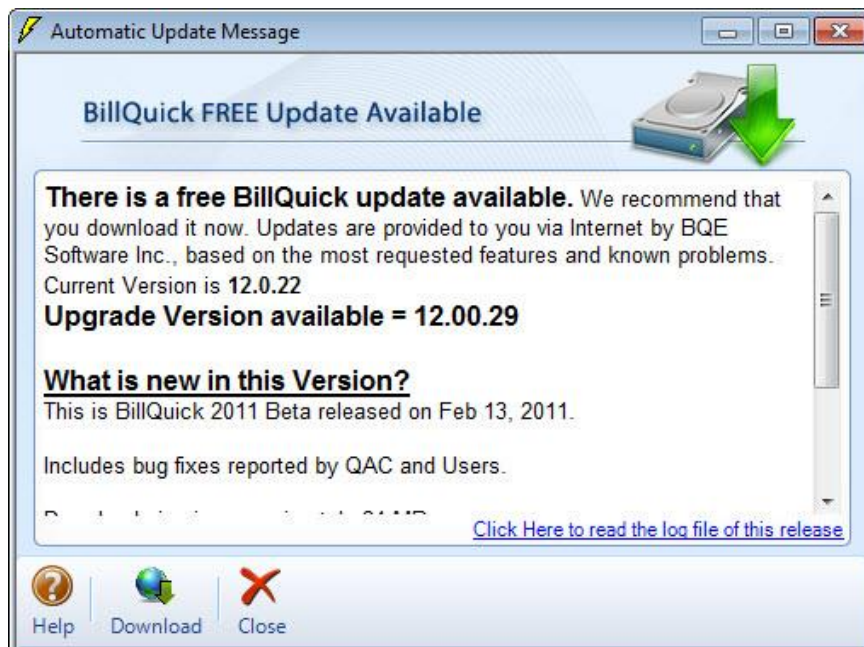 Automatic Update Message
BillQuick FREE Update Available
There is a free BillQuick update available. We recommend that
you download it now. Updates are provided to you via Internet by BQE
Software Inc., based on the most requested features and known problems.
Current Version is 12.0.22
Upgrade Version available = 12.00.29
What is new in this Version?
This is BillQuick 2011 Beta released on Feb 13, 2011.
Includes bug fixes reported by QAC and Users.
Click Here to read the log file of this release
Help Download Close